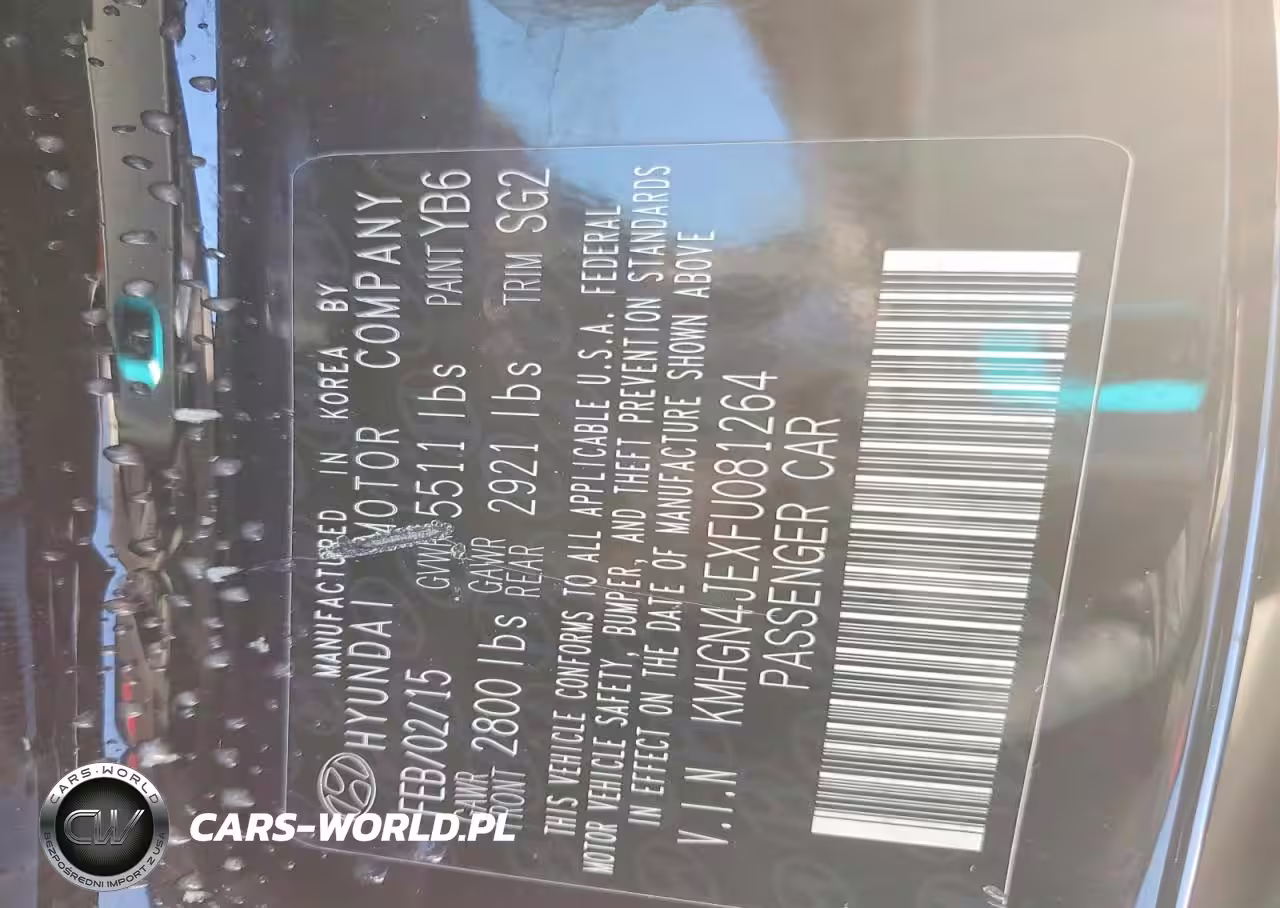 MANUFACTURED IN KOREA BY
HYUNDAI MOTOR COMPANY
FEB/02/15 GVWR 5511 lbs PAINT YB6
GAWR FRONT 2800 lbs GAWR REAR 2921 lbs TRIM SG2
THIS VEHICLE CONFORMS TO ALL APPLICABLE U.S.A. FEDERAL
MOTOR VEHICLE SAFETY, BUMPER, AND THEFT PREVENTION STANDARDS
IN EFFECT ON THE DATE OF MANUFACTURE SHOWN ABOVE
V.I.N KMHGN4JEXFU081264
PASSENGER CAR
CARS-WORLD
CW
BEZPOŚREDNI IMPORT Z USA
CARS-WORLD.PL